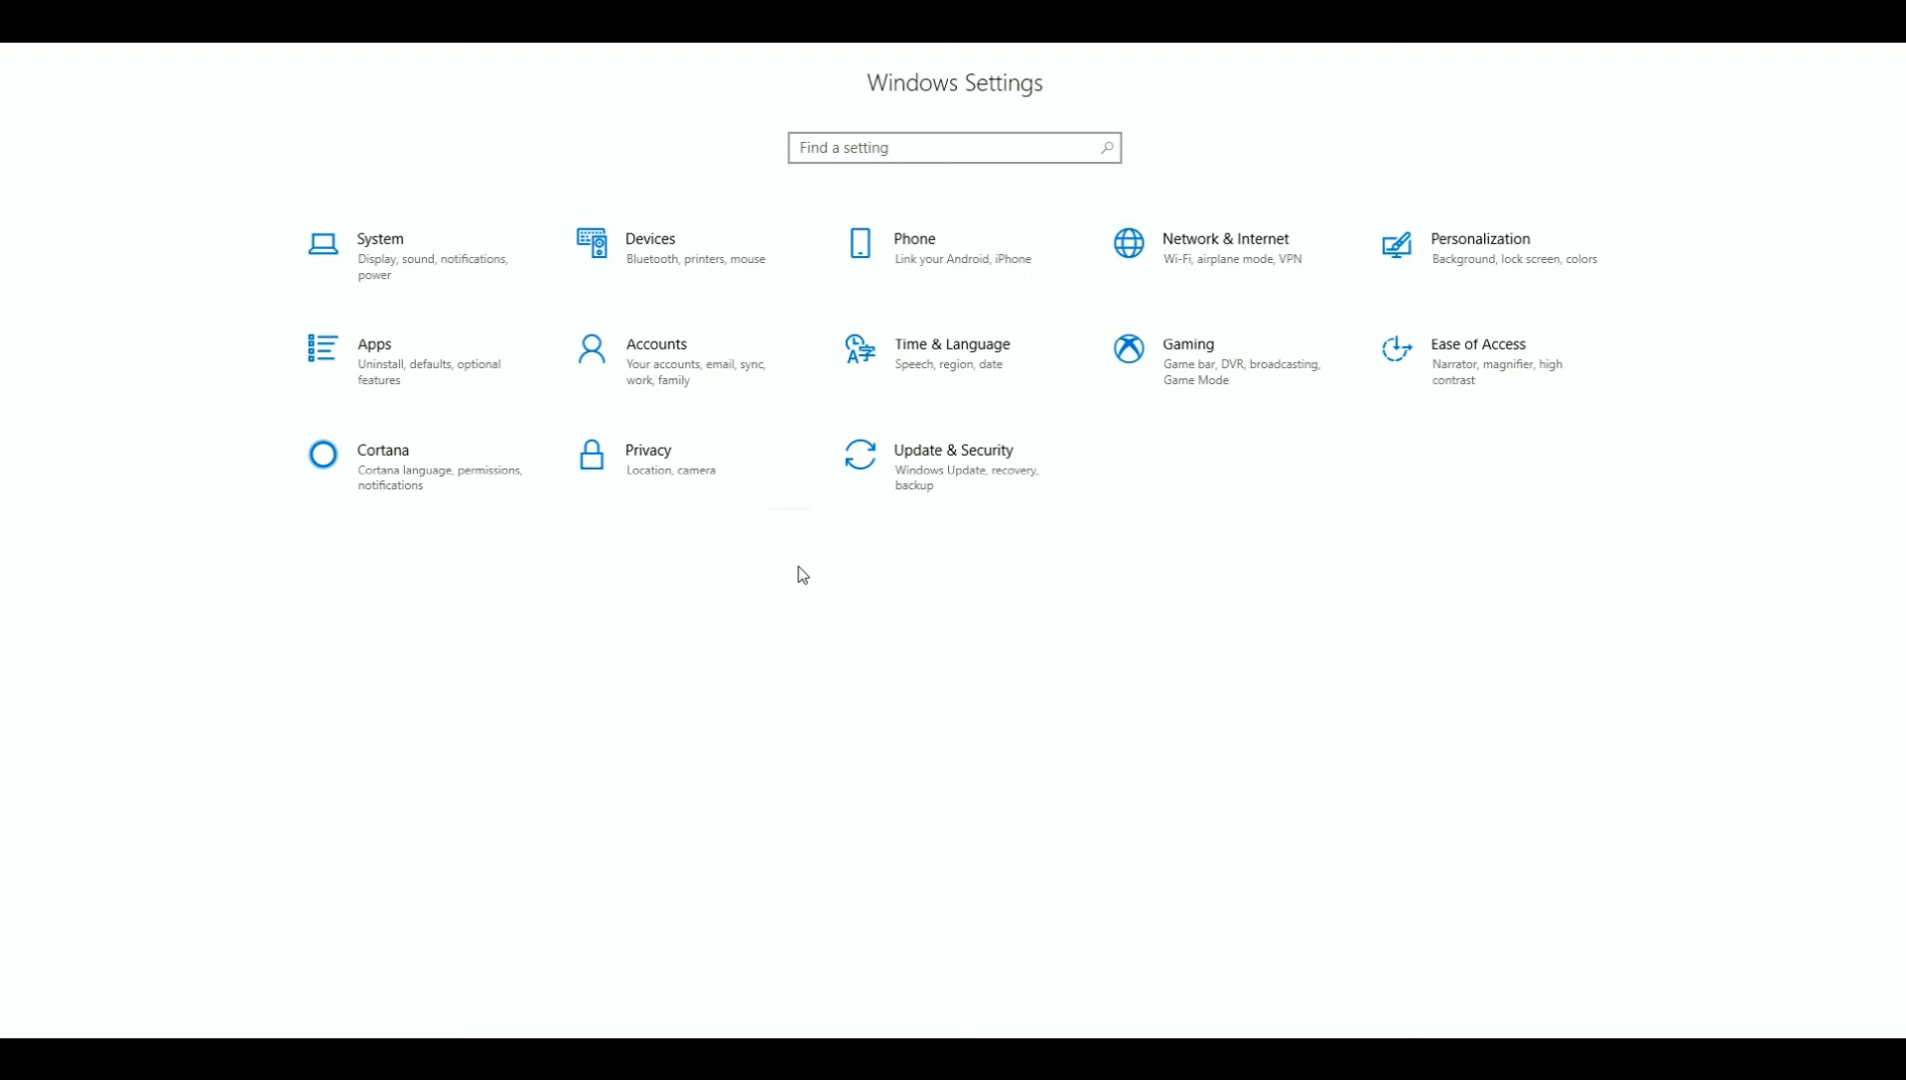 Windows Settings
Find a setting
System
Display, sound, notifications,
power
Devices
Bluetooth, printers, mouse
Phone
Link your Android, iPhone
Network & Internet
Wi-Fi, airplane mode, VPN
Personalization
Background, lock screen, colors
Apps
Uninstall, defaults, optional
features
Accounts
Your accounts, email, sync,
work, family
Time & Language
Speech, region, date
Gaming
Game bar, DVR, broadcasting,
Game Mode
Ease of Access
Narrator, magnifier, high
contrast
Cortana
Cortana language, permissions,
notifications
Privacy
Location, camera
Update & Security
Windows Update, recovery,
backup